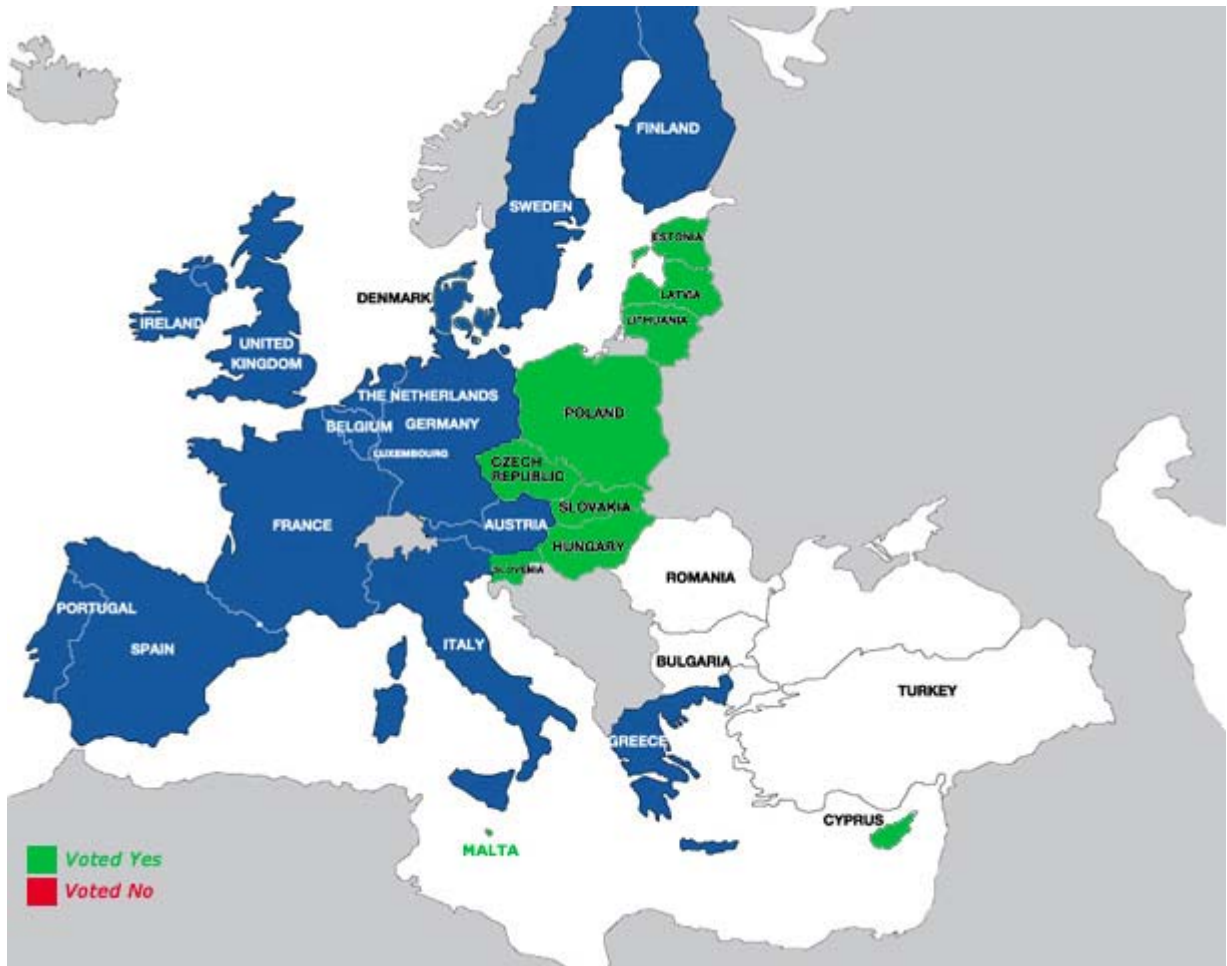 FINLAND
SWEDEN
ESTONIA
DENMARK
LATVIA
IRELAND
LITHUANIA
UNITED
KINGDOM
THE NETHERLANDS
POLAND
BELGIUM
GERMANY
LUXEMBOURG
CZECH
REPUBLIC
SLOVAKIA
FRANCE
AUSTRIA
HUNGARY
SLOVENIA
ROMANIA
PORTUGAL
SPAIN
ITALY
BULGARIA
TURKEY
GREECE
CYPRUS
MALTA
Voted Yes
Voted No